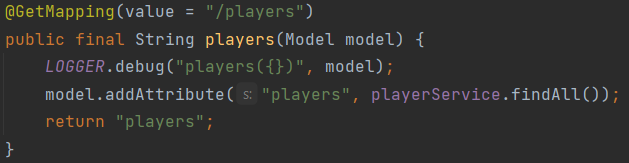 @GetMapping(value = "/players")
public final String players(Model model) {
LOGGER.debug("players({})", model);
model.addAttribute( s: "players", playerService.findAll());
return "players";
}